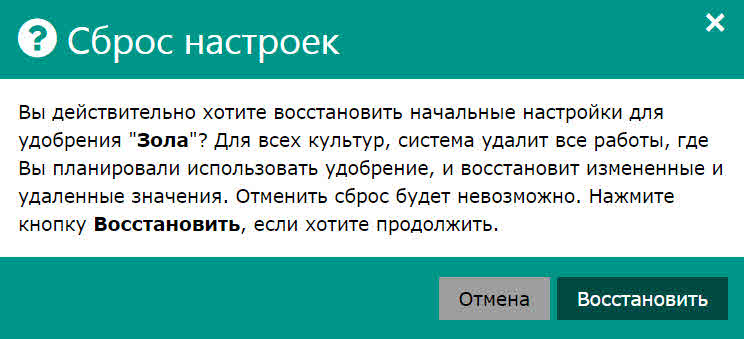 Сброс настроек
Вы действительно хотите восстановить начальные настройки для
удобрения "Зола"? Для всех культур, система удалит все работы, где
Вы планировали использовать удобрение, и восстановит измененные и
удаленные значения. Отменить сброс будет невозможно. Нажмите
кнопку Восстановить, если хотите продолжить.
Отмена
Восстановить